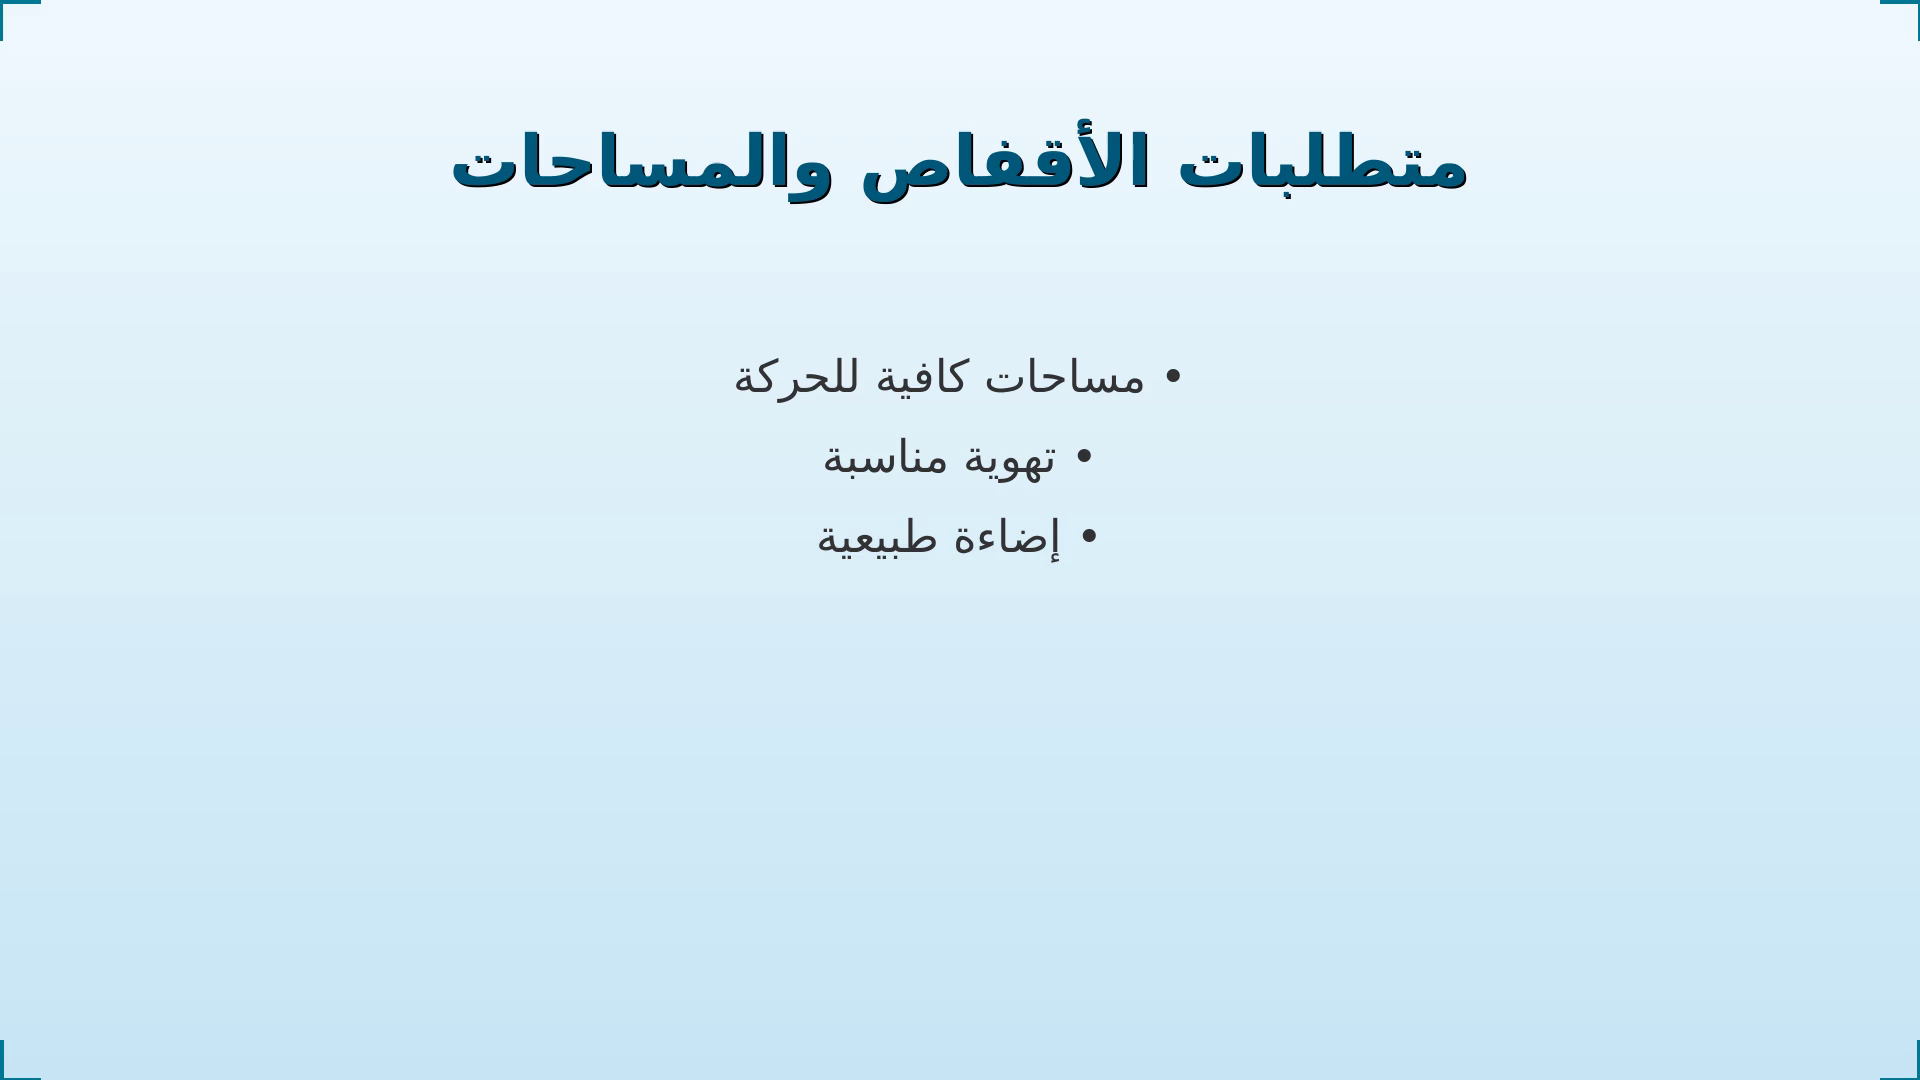 متطلبات الأقفاص والمساحات
• مساحات كافية للحركة
• تهوية مناسبة
• إضاءة طبيعية